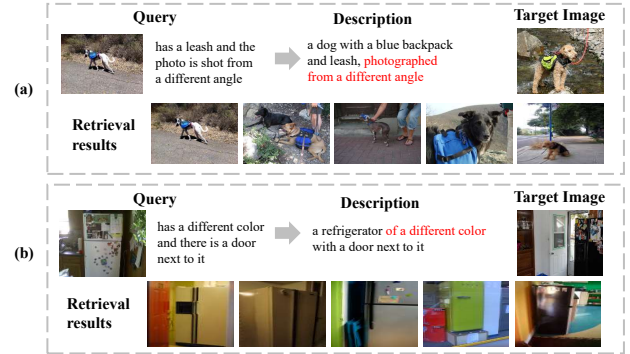 Query
Description
Target Image
(a)
has a leash and the
photo is shot from
a different angle
a dog with a blue backpack
and leash, photographed
from a different angle
Retrieval
results
Query
Description
Target Image
(b)
has a different color
and there is a door
next to it
a refrigerator of a different color
with a door next to it
Retrieval
results